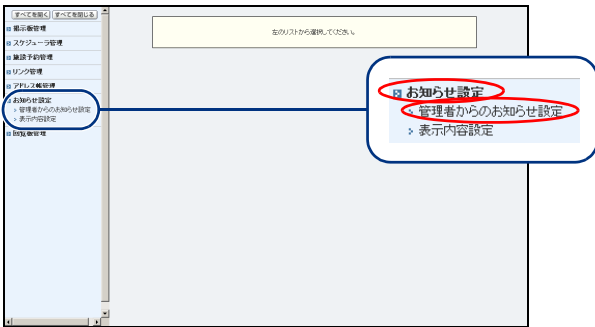 すべてを開く すべてを閉じる
掲示板管理
スケジューラ管理
施設予約管理
リンク管理
アドレス帳管理
お知らせ設定
管理者からのお知らせ設定
表示内容設定
回覧板管理
左のリストから選択してください。
お知らせ設定
管理者からのお知らせ設定
表示内容設定